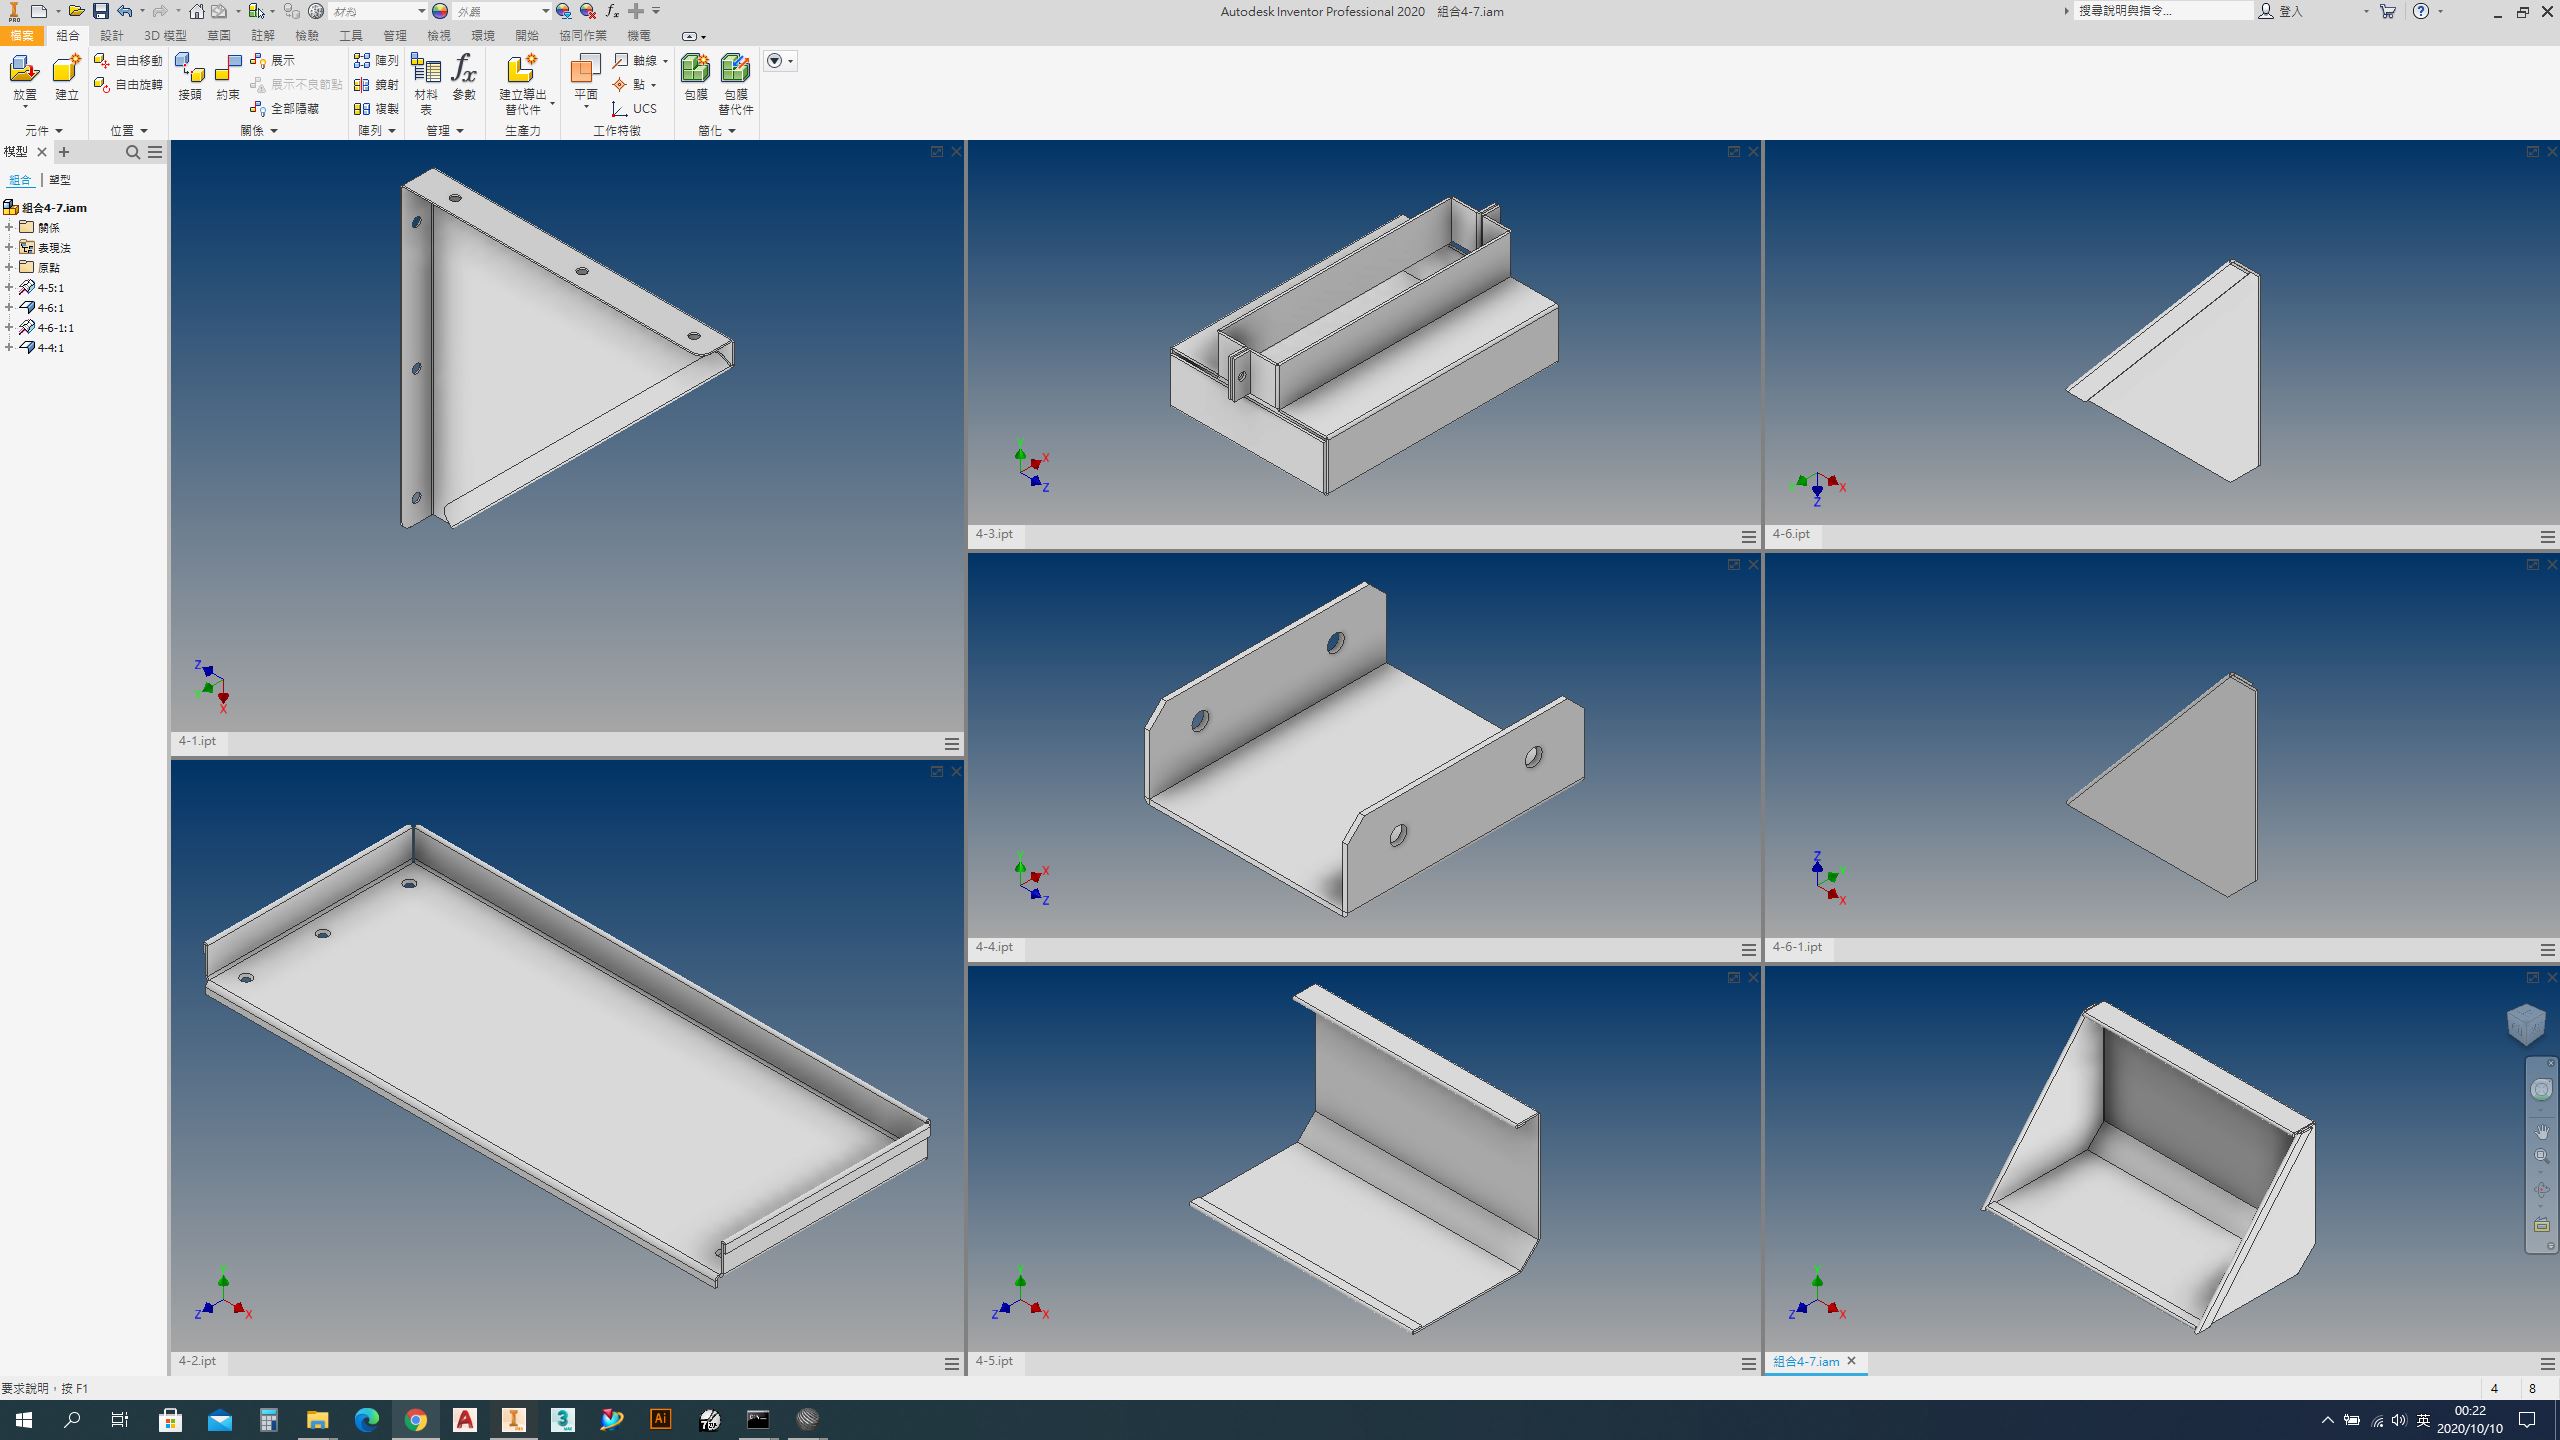 材料
外觀
Autodesk Inventor Professional 2020 組合4-7.iam
搜尋說明與指令...
登入
檔案 組合 設計 3D 模型 草圖 註解 檢驗 工具 管理 檢視 環境 開始 協同作業 機電
放置
建立
自由移動
自由旋轉
接頭
約束
展示
展示不良節點
全部隱藏
陣列
鏡射
複製
材料表
參數
建立導出替代件
平面
軸線
點
UCS
包膜
包膜替代件
元件 位置 關係 陣列 管理 生產力 工作特徵 簡化
模型
組合 | 塑型
組合4-7.iam
關係
表現法
原點
4-5:1
4-6:1
4-6-1:1
4-4:1
Z
Y
X
4-1.ipt
Y
X
Z
4-3.ipt
Y
X
Z
4-6.ipt
Y
X
Z
4-4.ipt
Z
Y
X
4-6-1.ipt
Y
Z
X
4-2.ipt
Y
Z
X
4-5.ipt
Y
Z
X
組合4-7.iam
要求說明，按 F1
4 8
英
00:22
2020/10/10